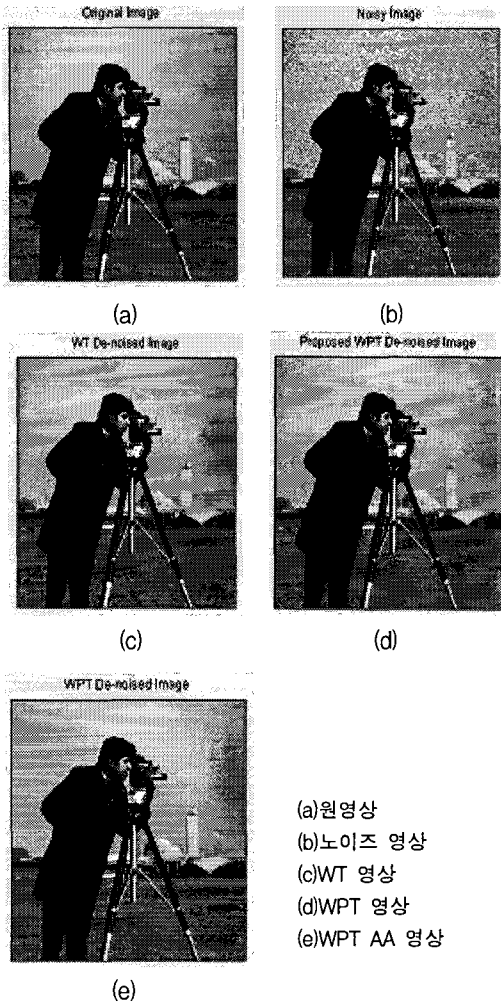 Original Image
Noisy Image
(a)
(b)
WT De-noised Image
Proposed WPT De-noised Image
(c)
(d)
WPT De-noised Image
(e)
(a)원영상
(b)노이즈 영상
(c)WT 영상
(d)WPT 영상
(e)WPT AA 영상